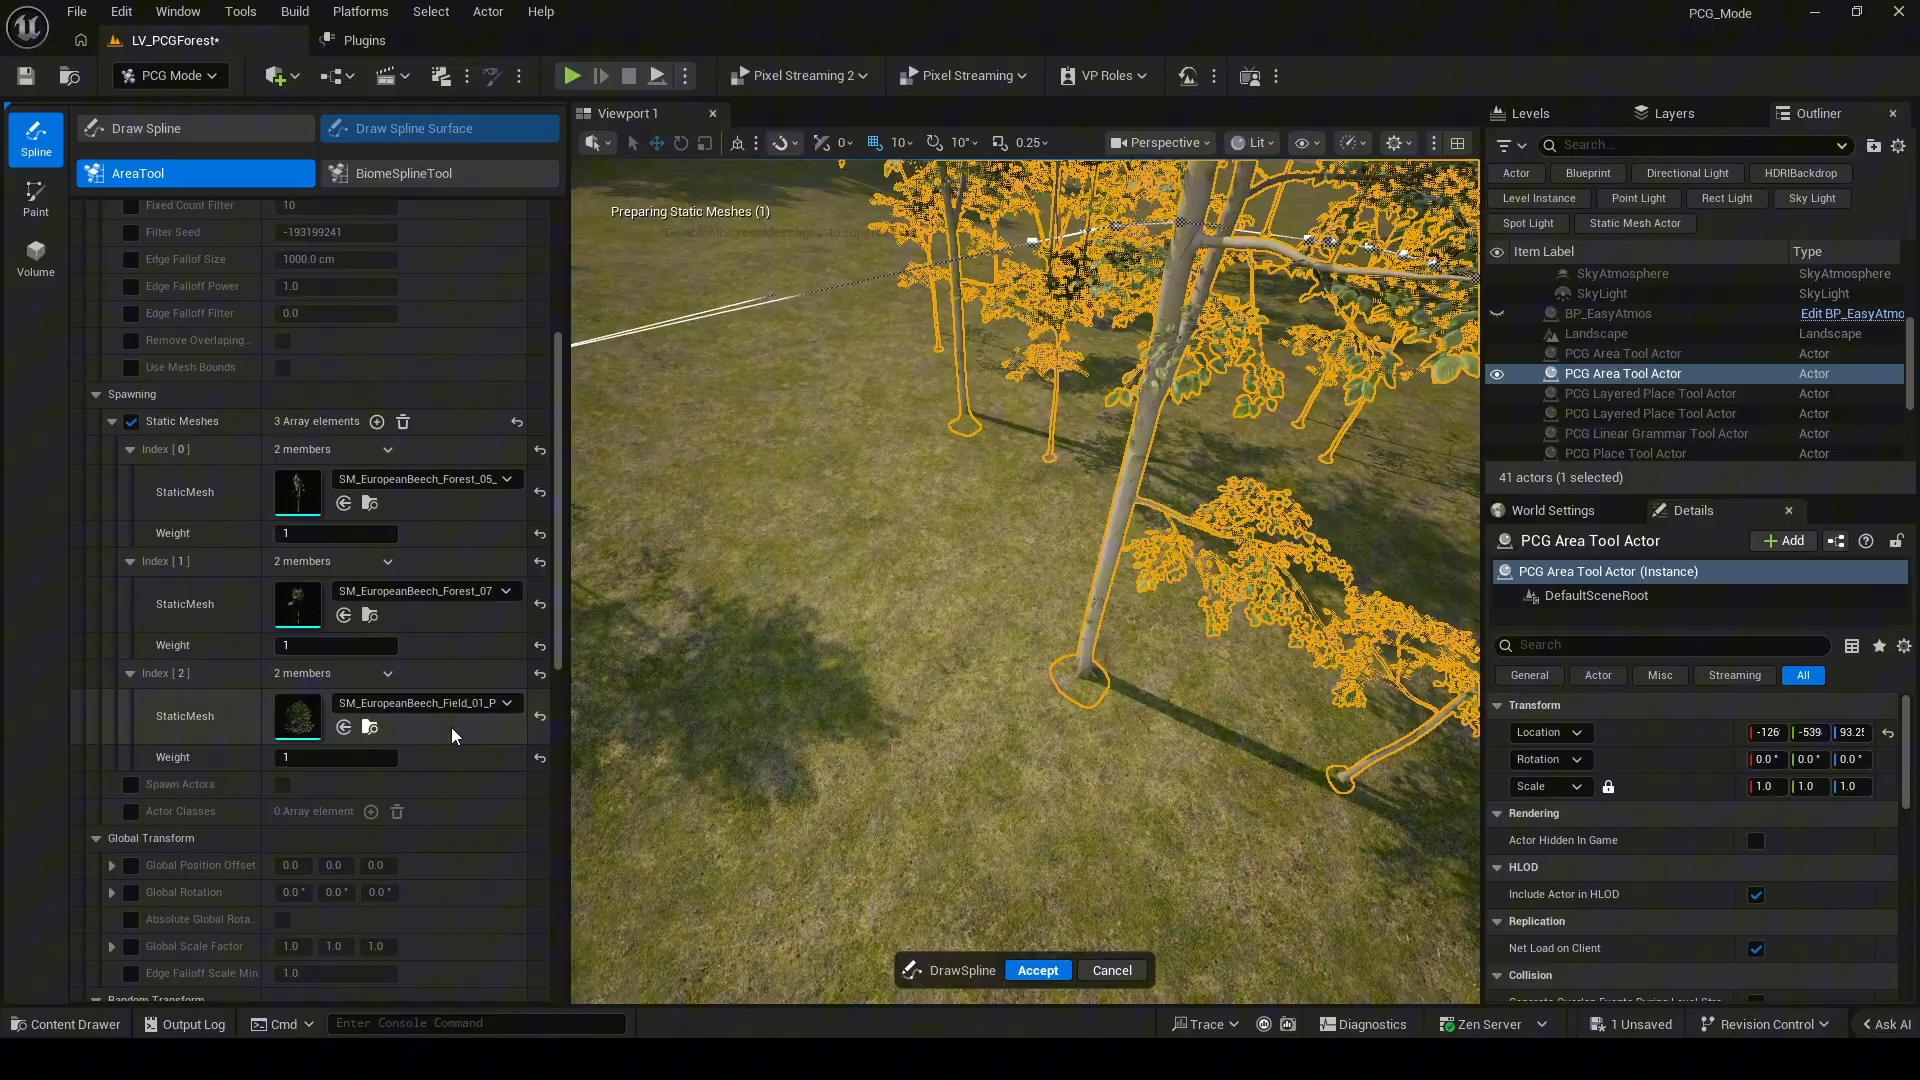 File Edit Window Tools Build Platforms Select Actor Help
PCG_Mode
LV_PCGForest*
Plugins
PCG Mode
Pixel Streaming 2
Pixel Streaming
VP Roles
Spline
Paint
Volume
Draw Spline
Draw Spline Surface
AreaTool
BiomeSplineTool
Fixed Count Filter 10
Filter Seed -193199241
Edge Fallof Size 1000.0 cm
Edge Falloff Power 1.0
Edge Falloff Filter 0.0
Remove Overlaping..
Use Mesh Bounds
Spawning
Static Meshes 3 Array elements
Index [ 0 ] 2 members
StaticMesh SM_EuropeanBeech_Forest_05_
Weight 1
Index [ 1 ] 2 members
StaticMesh SM_EuropeanBeech_Forest_07
Weight 1
Index [ 2 ] 2 members
StaticMesh SM_EuropeanBeech_Field_01_P
Weight 1
Spawn Actors
Actor Classes 0 Array element
Global Transform
Global Position Offset 0.0 0.0 0.0
Global Rotation 0.0 ° 0.0 ° 0.0 °
Absolute Global Rota..
Global Scale Factor 1.0 1.0 1.0
Edge Falloff Scale Min 1.0
Random Transform
Viewport 1
0 10 10° 0.25
Perspective
Lit
Preparing Static Meshes (1)
DrawSpline Accept Cancel
Levels Layers Outliner
Search...
Actor Blueprint Directional Light HDRIBackdrop
Level Instance Point Light Rect Light Sky Light
Spot Light Static Mesh Actor
Item Label Type
SkyAtmosphere SkyAtmosphere
SkyLight SkyLight
BP_EasyAtmos Edit BP_EasyAtmo
Landscape Landscape
PCG Area Tool Actor Actor
PCG Area Tool Actor Actor
PCG Layered Place Tool Actor Actor
PCG Layered Place Tool Actor Actor
PCG Linear Grammar Tool Actor Actor
PCG Place Tool Actor Actor
41 actors (1 selected)
World Settings Details
PCG Area Tool Actor
Add
PCG Area Tool Actor (Instance)
DefaultSceneRoot
Search
General Actor Misc Streaming All
Transform
Location -126 -539 93.25
Rotation 0.0 ° 0.0 ° 0.0 °
Scale 1.0 1.0 1.0
Rendering
Actor Hidden In Game
HLOD
Include Actor in HLOD
Replication
Net Load on Client
Collision
Content Drawer
Output Log
Cmd
Enter Console Command
Trace
Diagnostics
Zen Server
1 Unsaved
Revision Control
Ask AI